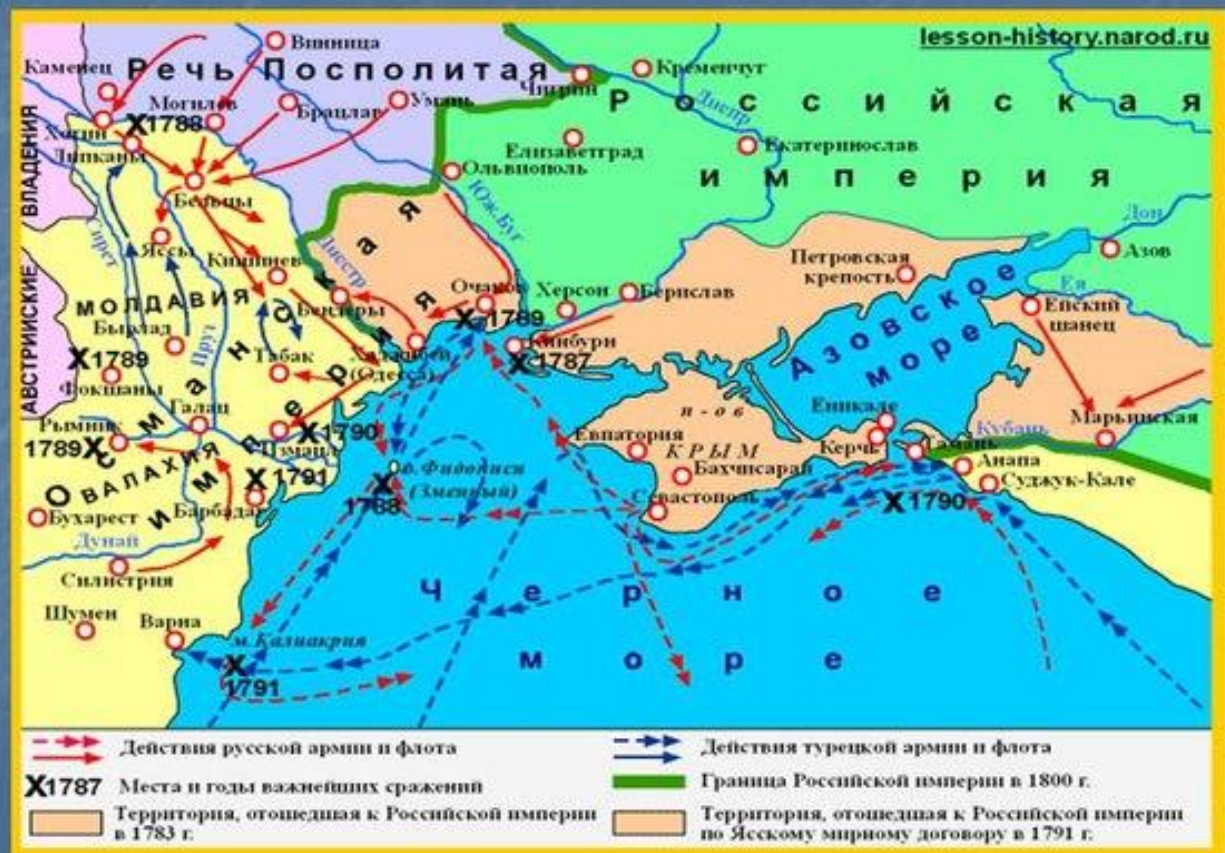 lesson-history.narod.ru
Винница
Каменец
Речь Посполитая
Кременчуг
Могилев
Чигрин
Российская
Хотин
X1788
Брацлав
Умань
Днепр
Липканы
Елизаветград
Екатеринослав
Ольвиополь
империя
ВЛАДЕНИЯ
АВСТРИЙСКИЕ
Бельцы
Юж.Буг
Дон
Сирет
Яссы
Днестр
Азов
Кишинев
Петровская
крепость
Ея
МОЛДАВИЯ
Бендеры
Очаков
Херсон
Берислав
Ейский
шанец
Бырлад
Прут
X1789
Кинбурн
X1787
Азовское
море
X1789
Табак
Хаджибей
(Одесса)
Фокшаны
Галац
п-ов
КРЫМ
Еникале
Марьинская
Рымник
1789X
Измаил
X1790
Евпатория
Керчь
Тамань
Кубань
Османская
империя
ВАЛАХИЯ
X
1791
о.Фидониси
(Змеиный)
Бахчисарай
Анапа
Суджук-Кале
Бухарест
Барбадаг
X
1788
Севастополь
X1790
Дунай
Силистрия
Черное
Шумен
Варна
м.Калиакрия
море
X
1791
Действия русской армии и флота
Действия турецкой армии и флота
X1787 Места и годы важнейших сражений
Граница Российской империи в 1800 г.
Территория, отошедшая к Российской империи
в 1783 г.
Территория, отошедшая к Российской империи
по Ясскому мирному договору в 1791 г.